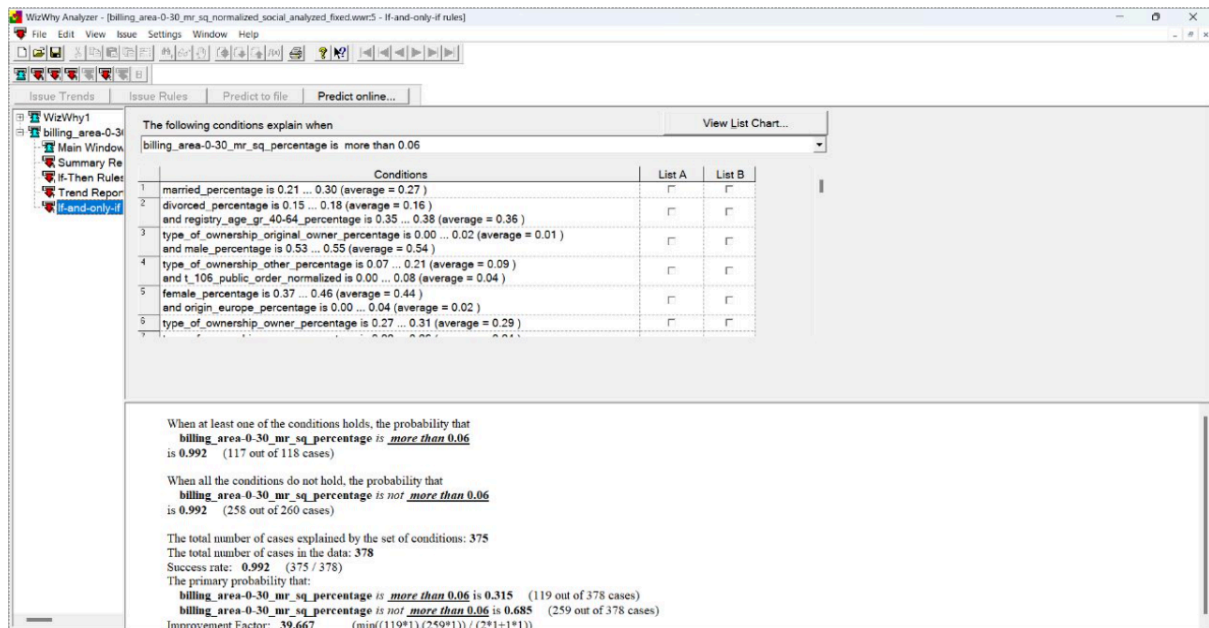 WizWhy Analyzer - [billing_area-0-30_mr_sq_normalized_social_analyzed_fixed.wwr:5 - If-and-only-if rules]
File Edit View Issue Settings Window Help
Issue Trends Issue Rules Predict to file Predict online...
WizWhy1
billing_area-0-3
Main Window
Summary Re
If-Then Rules
Trend Repor
If-and-only-if
The following conditions explain when
View List Chart...
billing_area-0-30_mr_sq_percentage is more than 0.06
Conditions List A List B
1 married_percentage is 0.21 ... 0.30 (average = 0.27 )
2 divorced_percentage is 0.15 ... 0.18 (average = 0.16 )
and registry_age_gr_40-64_percentage is 0.35 ... 0.38 (average = 0.36 )
3 type_of_ownership_original_owner_percentage is 0.00 ... 0.02 (average = 0.01 )
and male_percentage is 0.53 ... 0.55 (average = 0.54 )
4 type_of_ownership_other_percentage is 0.07 ... 0.21 (average = 0.09 )
and t_106_public_order_normalized is 0.00 ... 0.08 (average = 0.04 )
5 female_percentage is 0.37 ... 0.46 (average = 0.44 )
and origin_europe_percentage is 0.00 ... 0.04 (average = 0.02 )
6 type_of_ownership_owner_percentage is 0.27 ... 0.31 (average = 0.29 )
When at least one of the conditions holds, the probability that
billing_area-0-30_mr_sq_percentage is more than 0.06
is 0.992 (117 out of 118 cases)
When all the conditions do not hold, the probability that
billing_area-0-30_mr_sq_percentage is not more than 0.06
is 0.992 (258 out of 260 cases)
The total number of cases explained by the set of conditions: 375
The total number of cases in the data: 378
Success rate: 0.992 (375 / 378)
The primary probability that:
billing_area-0-30_mr_sq_percentage is more than 0.06 is 0.315 (119 out of 378 cases)
billing_area-0-30_mr_sq_percentage is not more than 0.06 is 0.685 (259 out of 378 cases)
Improvement Factor: 39.667 (min((119*1),(259*1)) / (2*1+1*1))